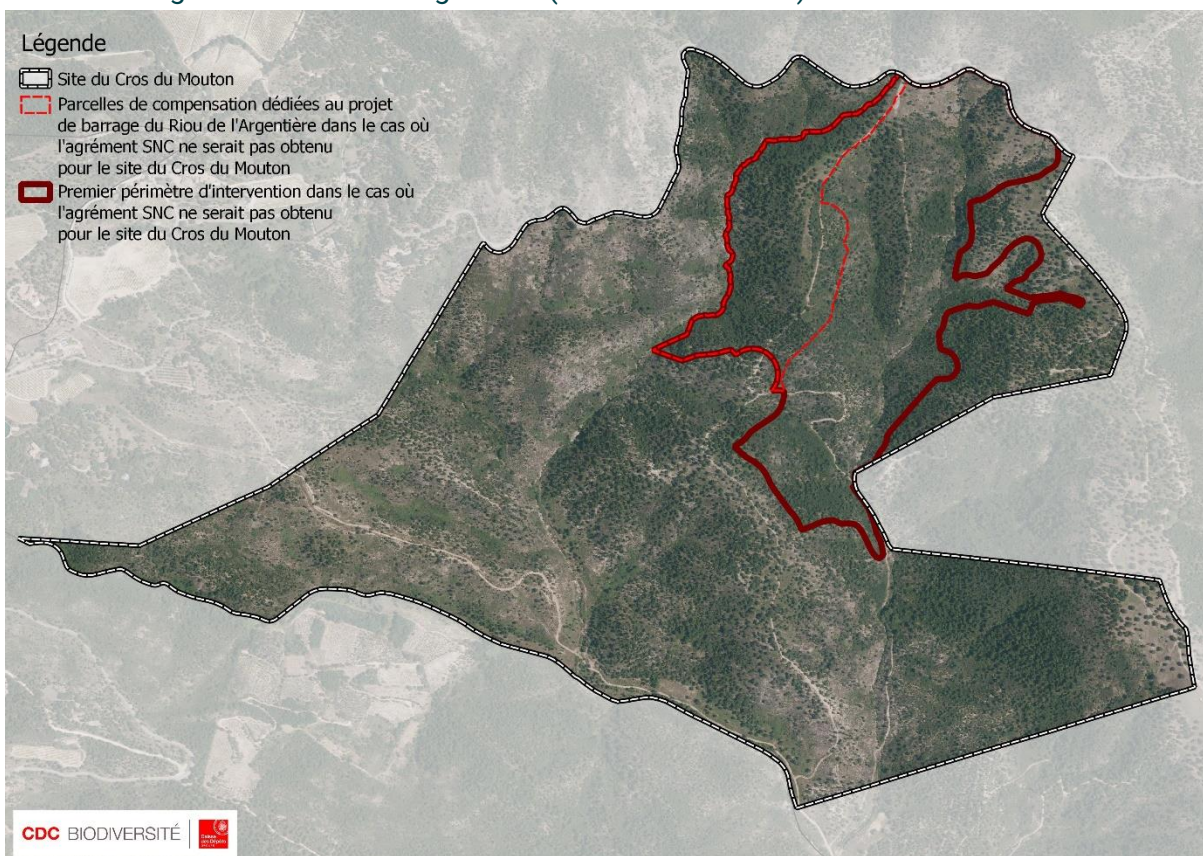 Légende
Site du Cros du Mouton
Parcelles de compensation dédiées au projet
de barrage du Riou de l'Argentière dans le cas où
l'agrément SNC ne serait pas obtenu
pour le site du Cros du Mouton
Premier périmètre d'intervention dans le cas où
l'agrément SNC ne serait pas obtenu
pour le site du Cros du Mouton
CDC BIODIVERSITÉ